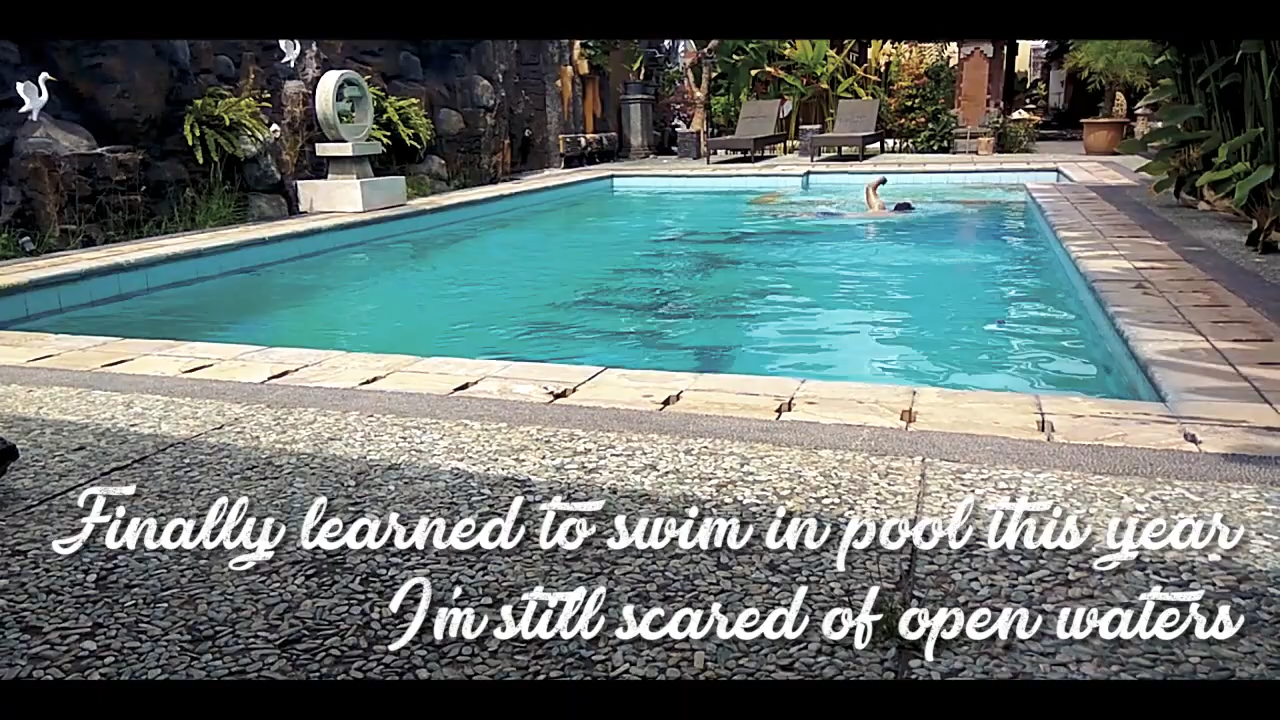 Finally learned to swim in pool this year
I'm still scared of open waters